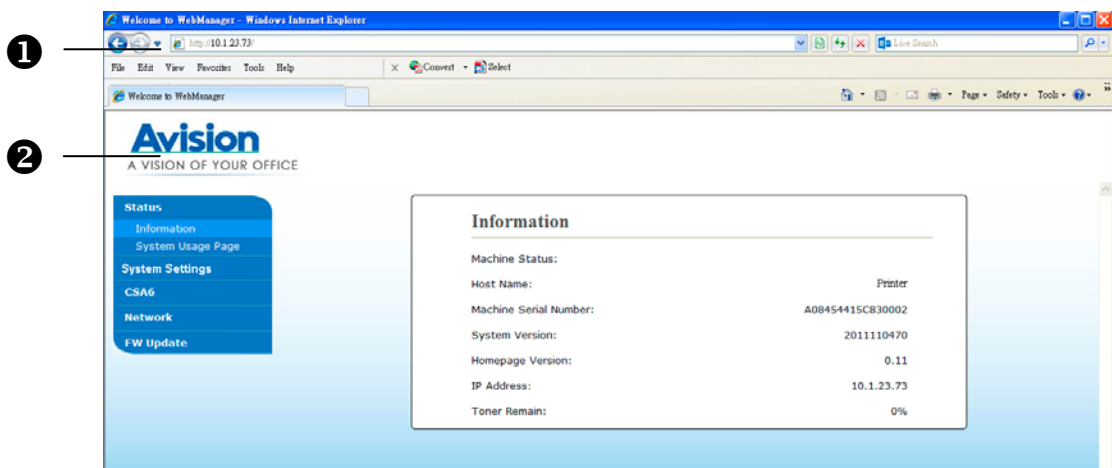 Welcome to WebManager - Windows Internet Explorer
❶
http://10.1.23.73/
Live Search
File Edit View Favorites Tools Help
x Convert Select
Welcome to WebManager
Page Safety Tools
❷
Avision
A VISION OF YOUR OFFICE
Status
Information
System Usage Page
System Settings
CSA6
Network
FW Update
Information
Machine Status:
Host Name: Printer
Machine Serial Number: A08454415C830002
System Version: 2011110470
Homepage Version: 0.11
IP Address: 10.1.23.73
Toner Remain: 0%